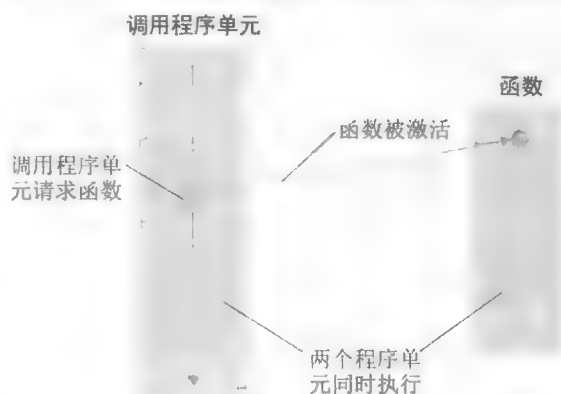 调用程序单元
函数
函数被激活
调用程序单
元请求函数
两个程序单
元同时执行